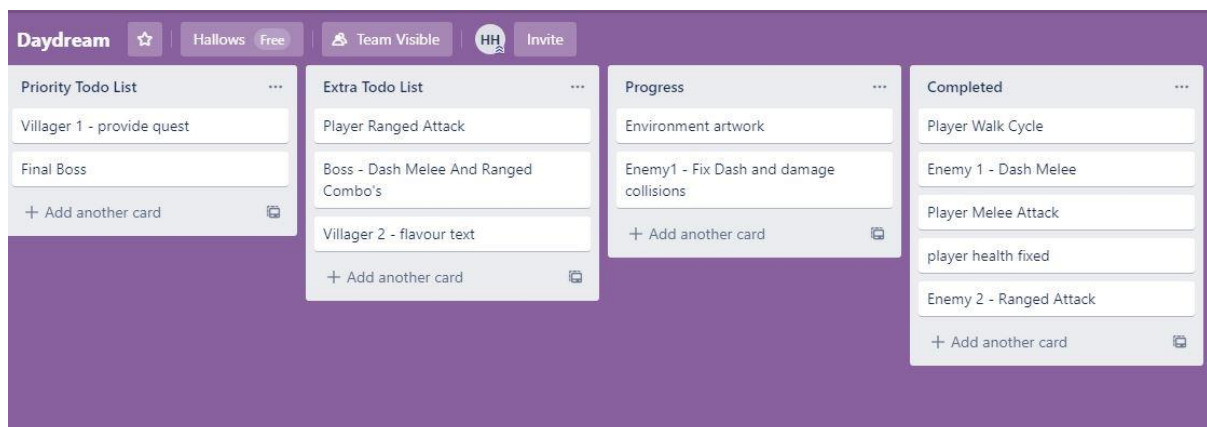 Daydream
Hallows Free
Team Visible
HH
Invite
Priority Todo List
Villager 1 - provide quest
Final Boss
+ Add another card
Extra Todo List
Player Ranged Attack
Boss - Dash Melee And Ranged
Combo's
Villager 2 - flavour text
+ Add another card
Progress
Environment artwork
Enemy1 - Fix Dash and damage
collisions
+ Add another card
Completed
Player Walk Cycle
Enemy 1 - Dash Melee
Player Melee Attack
player health fixed
Enemy 2 - Ranged Attack
+ Add another card